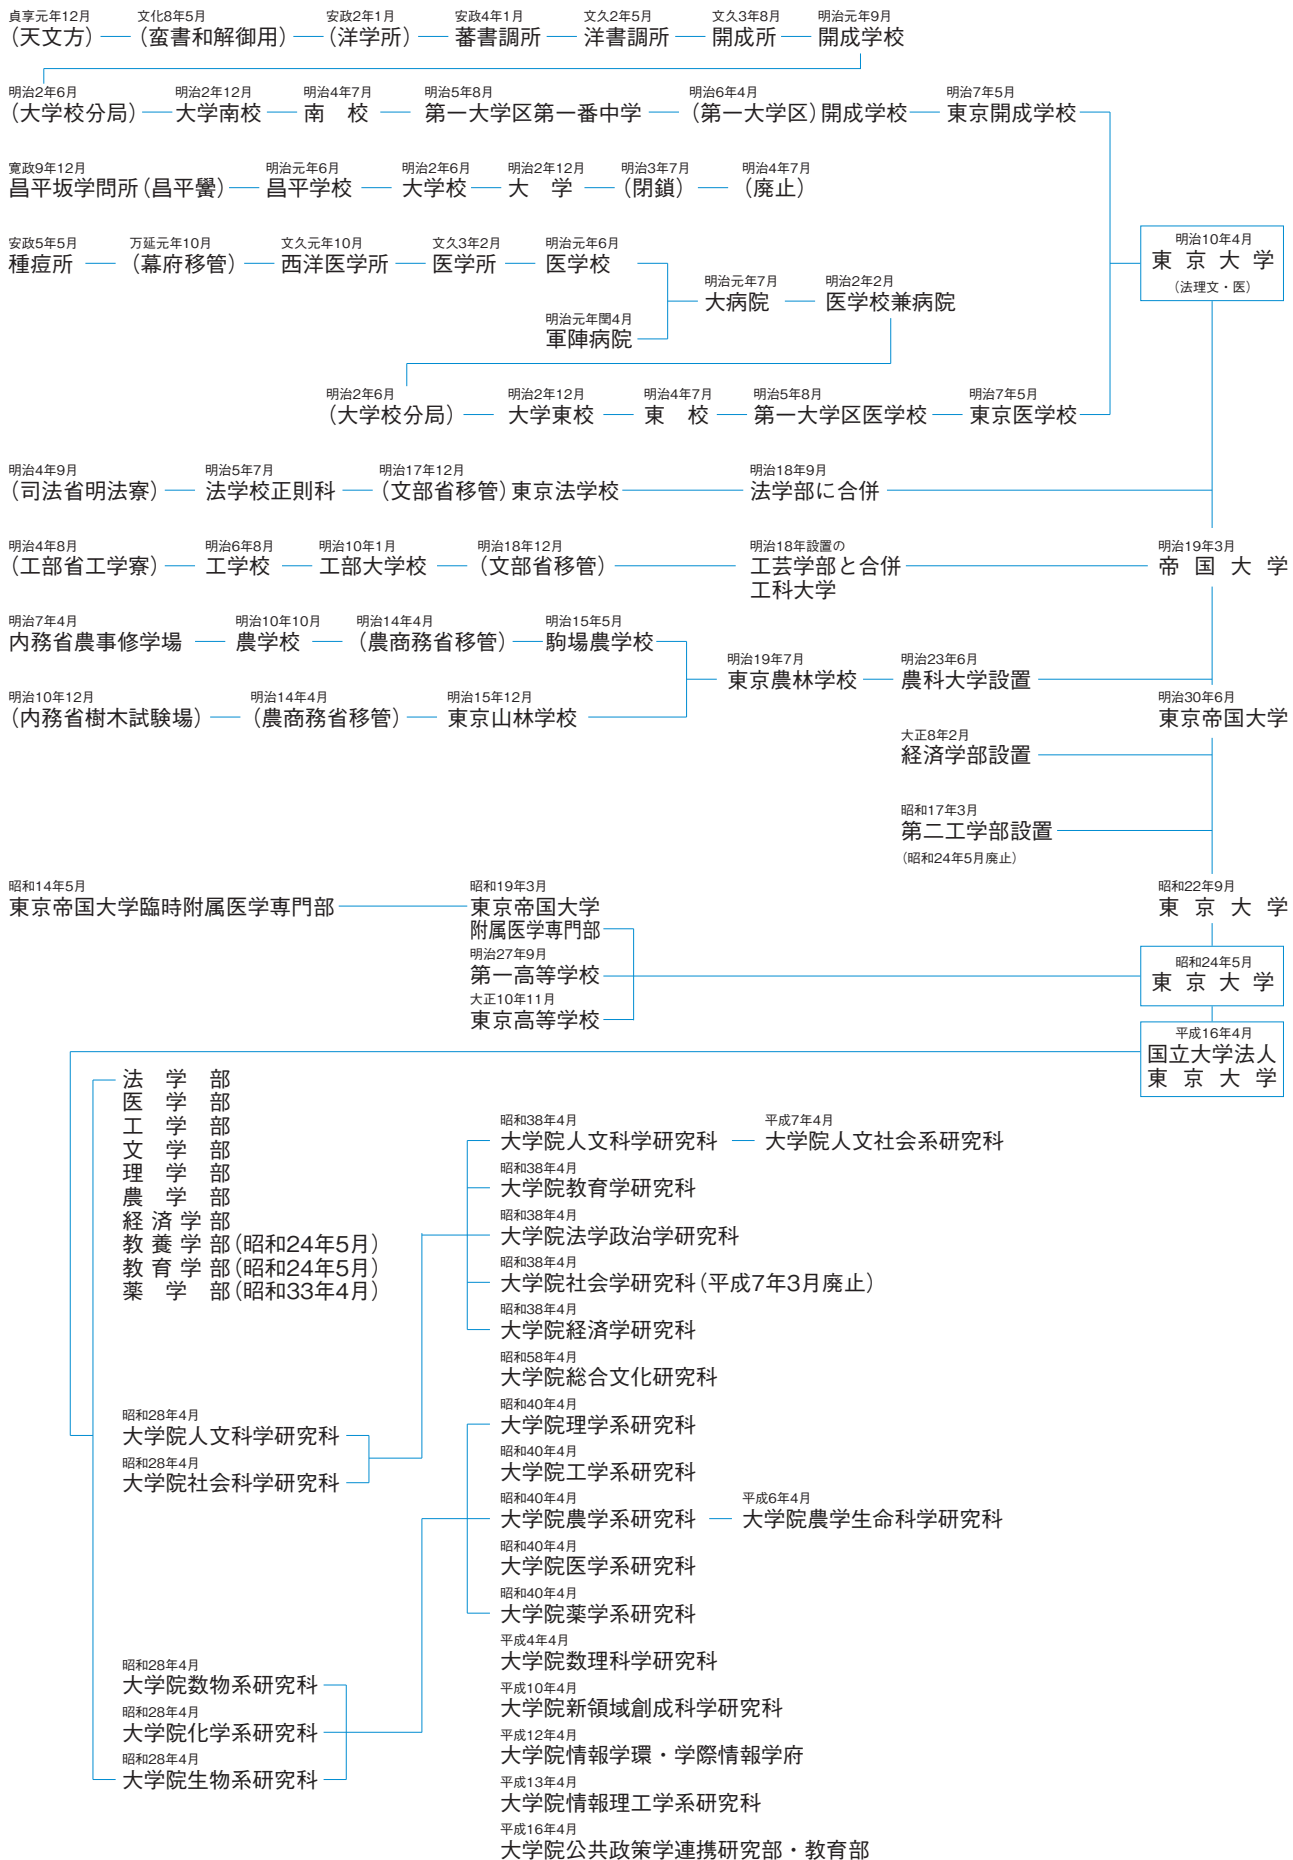 貞享元年12月 文化8年5月 安政2年1月 安政4年1月 文久2年5月 文久3年8月 明治元年9月
(天文方) (蛮書和解御用) (洋学所) 蕃書調所 洋書調所 開成所 開成学校
明治2年6月 明治2年12月 明治4年7月 明治5年8月 明治6年4月 明治7年5月
(大学校分局) 大学南校 南 校 第一大学区第一番中学 (第一大学区)開成学校 東京開成学校
寛政9年12月 明治元年6月 明治2年6月 明治2年12月 明治3年7月 明治4年7月
昌平坂学問所(昌平黌) 昌平学校 大学校 大 学 (閉鎖) (廃止)
安政5年5月 万延元年10月 文久元年10月 文久3年2月 明治元年6月
種痘所 (幕府移管) 西洋医学所 医学所 医学校
明治10年4月
東 京 大 学
(法理文・医)
明治元年7月 明治2年2月
大病院 医学校兼病院
明治元年閏4月
軍陣病院
明治2年6月 明治2年12月 明治4年7月 明治5年8月 明治7年5月
(大学校分局) 大学東校 東 校 第一大学区医学校 東京医学校
明治4年9月 明治5年7月 明治17年12月 明治18年9月
(司法省明法寮) 法学校正則科 (文部省移管)東京法学校 法学部に合併
明治4年8月 明治6年8月 明治10年1月 明治18年12月 明治18年設置の 明治19年3月
(工部省工学寮) 工学校 工部大学校 (文部省移管) 工芸学部と合併 帝 国 大 学
工科大学
明治7年4月 明治10年10月 明治14年4月 明治15年5月
内務省農事修学場 農学校 (農商務省移管) 駒場農学校
明治19年7月 明治23年6月
東京農林学校 農科大学設置
明治10年12月 明治14年4月 明治15年12月 明治30年6月
(内務省樹木試験場) (農商務省移管) 東京山林学校 東京帝国大学
大正8年2月
経済学部設置
昭和17年3月
第二工学部設置
(昭和24年5月廃止)
昭和14年5月 昭和19年3月 昭和22年9月
東京帝国大学臨時附属医学専門部 東京帝国大学 東 京 大 学
附属医学専門部
明治27年9月
第一高等学校
昭和24年5月
東 京 大 学
大正10年11月
東京高等学校
平成16年4月
国立大学法人
東 京 大 学
法 学 部
医 学 部
工 学 部
文 学 部
理 学 部
農 学 部
経 済 学 部
教 養 学 部(昭和24年5月)
教 育 学 部(昭和24年5月)
薬 学 部(昭和33年4月)
昭和38年4月 平成7年4月
大学院人文科学研究科 大学院人文社会系研究科
昭和38年4月
大学院教育学研究科
昭和38年4月
大学院法学政治学研究科
昭和38年4月
大学院社会学研究科(平成7年3月廃止)
昭和38年4月
大学院経済学研究科
昭和58年4月
大学院総合文化研究科
昭和28年4月
大学院人文科学研究科
昭和28年4月
大学院社会科学研究科
昭和40年4月
大学院理学系研究科
昭和40年4月
大学院工学系研究科
昭和40年4月 平成6年4月
大学院農学系研究科 大学院農学生命科学研究科
昭和40年4月
大学院医学系研究科
昭和40年4月
大学院薬学系研究科
昭和28年4月
大学院数物系研究科
昭和28年4月
大学院化学系研究科
昭和28年4月
大学院生物系研究科
平成4年4月
大学院数理科学研究科
平成10年4月
大学院新領域創成科学研究科
平成12年4月
大学院情報学環・学際情報学府
平成13年4月
大学院情報理工学系研究科
平成16年4月
大学院公共政策学連携研究部・教育部